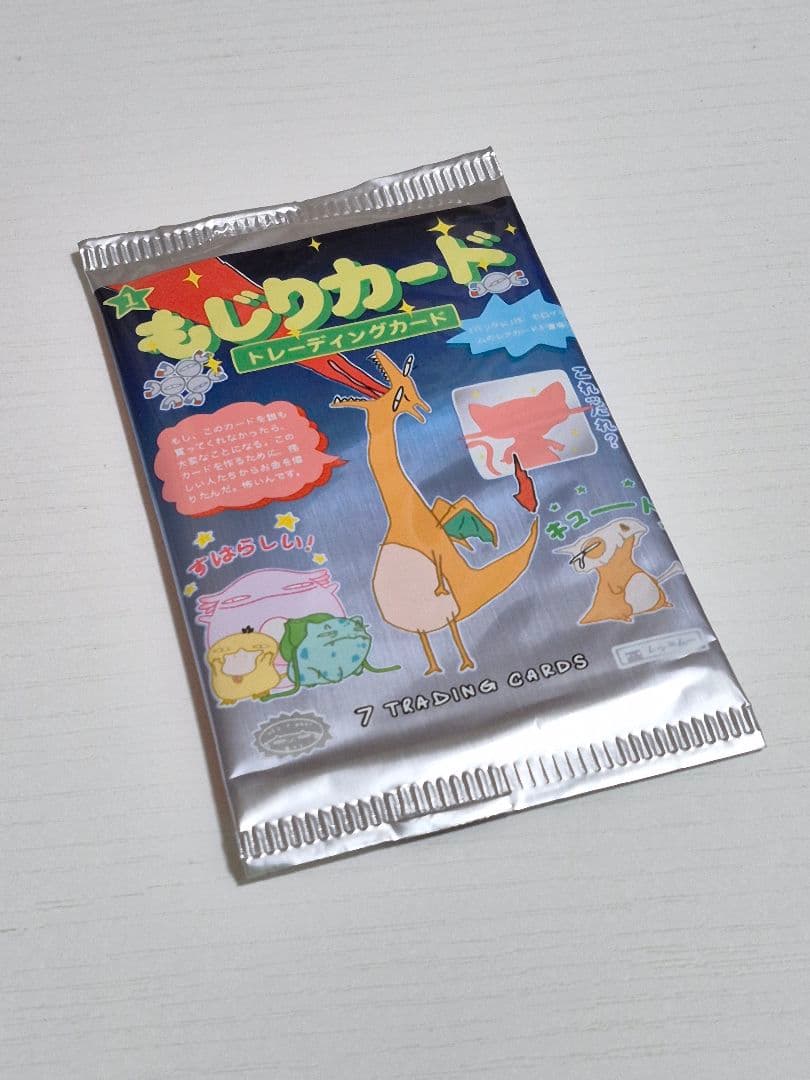 1
もじりカード
トレーディングカード
もし、このカードを誰も
買ってくれなかったら、
大変なことになる。この
カードを作るために、怪
しい人たちからお金を借
りたんだ。怖いんです。
これッだれ?
すばらしい!
キューー
7 TRADING CARDS